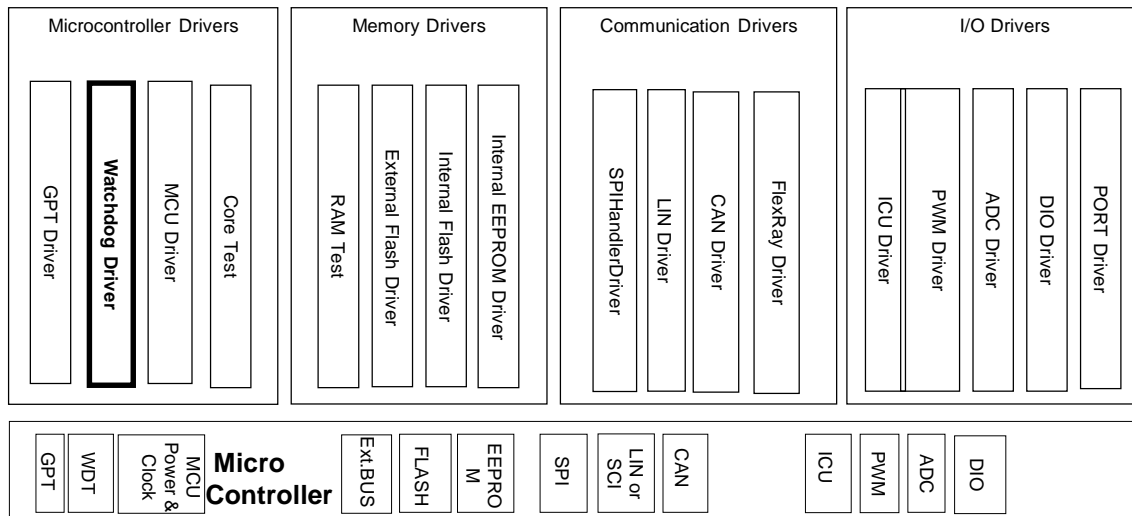 Microcontroller Drivers
Memory Drivers
Communication Drivers
I/O Drivers
GPT Driver
Watchdog Driver
MCU Driver
Core Test
RAM Test
External Flash Driver
Internal Flash Driver
Internal EEPROM Driver
SPIHandlerDriver
LIN Driver
CAN Driver
FlexRay Driver
ICU Driver
PWM Driver
ADC Driver
DIO Driver
PORT Driver
GPT
WDT
MCU
Power &
Clock
Micro
Controller
Ext.BUS
FLASH
EEPRO
M
SPI
LIN or
SCI
CAN
ICU
PWM
ADC
DIO